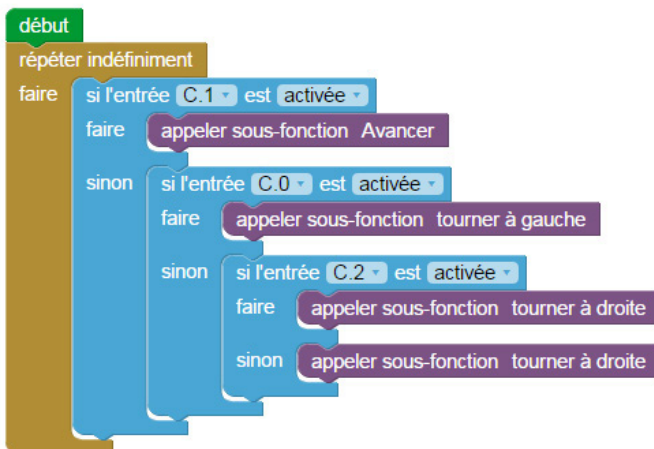 début
répéter indéfiniment
faire si l'entrée C.1 est activée
faire appeler sous-fonction Avancer
sinon si l'entrée C.0 est activée
faire appeler sous-fonction tourner à gauche
sinon si l'entrée C.2 est activée
faire appeler sous-fonction tourner à droite
sinon appeler sous-fonction tourner à droite